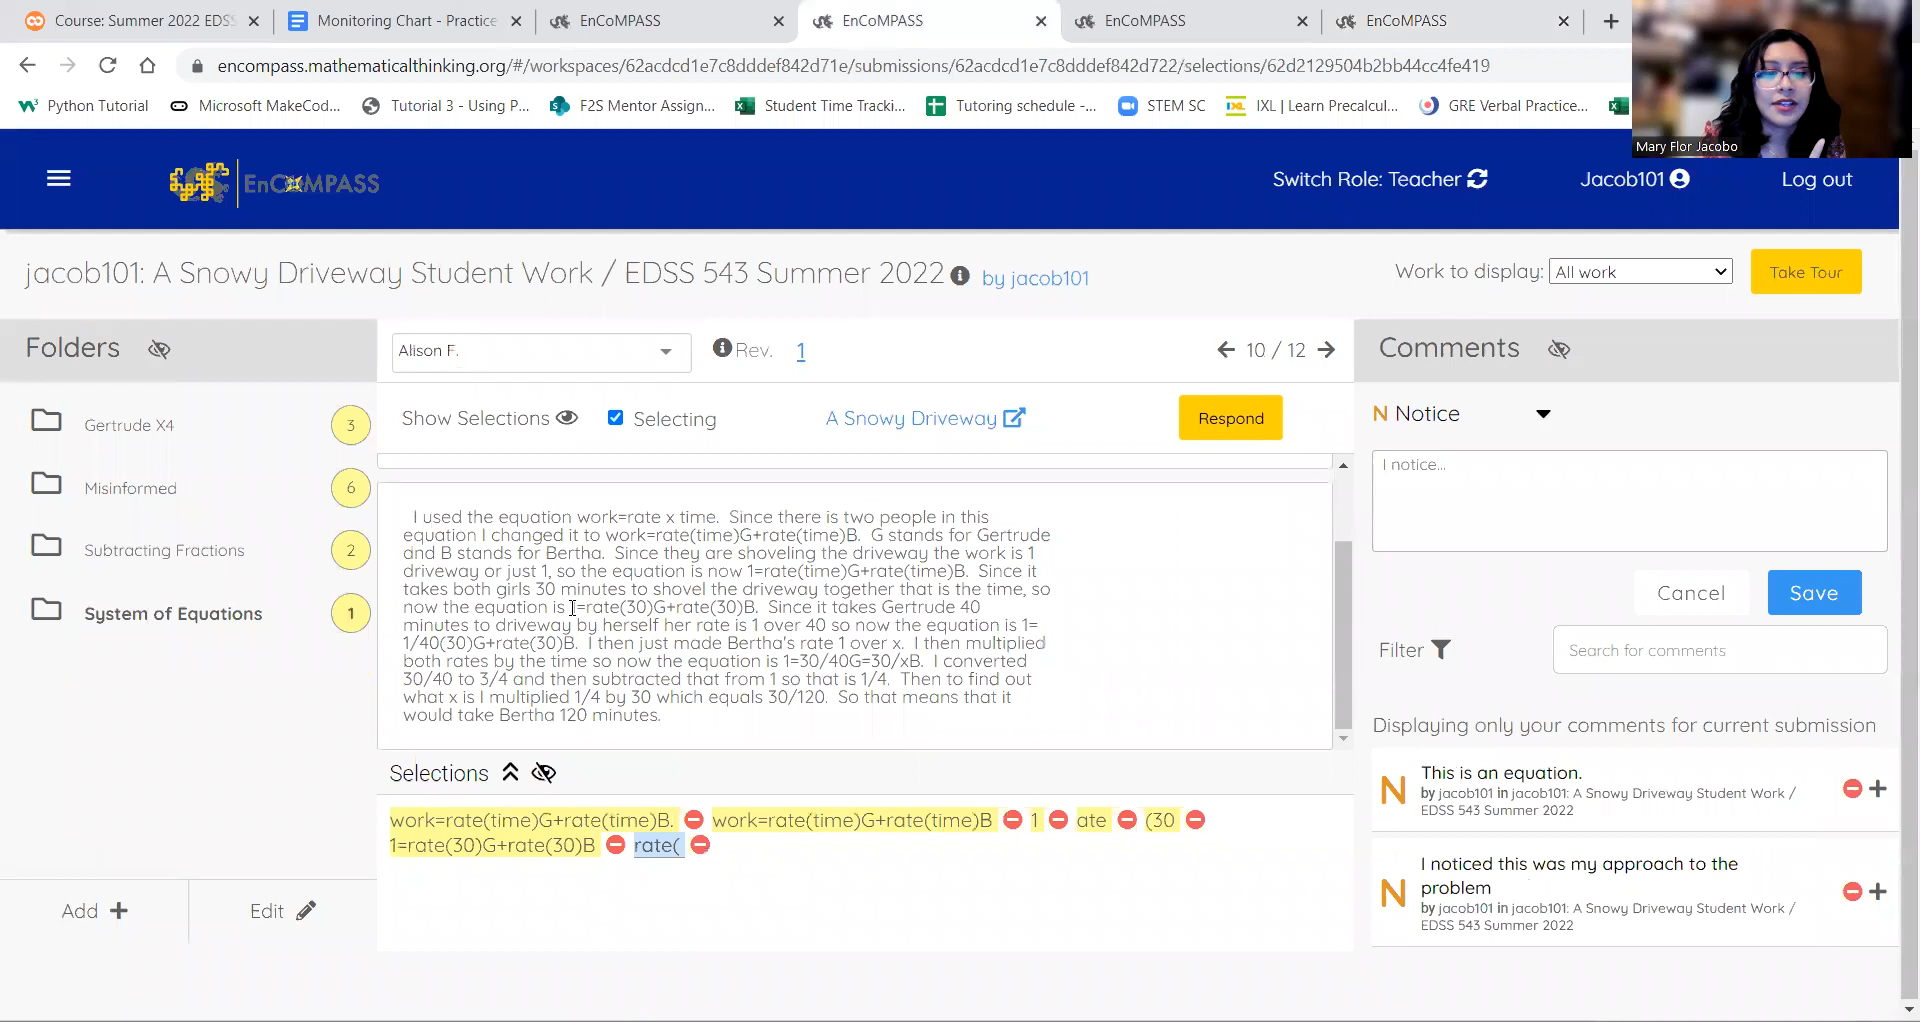 Course: Summer 2022 EDS
Monitoring Chart - Practice
EnCoMPASS
EnCoMPASS
EnCoMPASS
EnCoMPASS
encompass.mathematicalthinking.org/#/workspaces/62acdcd1e7c8dddef842d71e/submissions/62acdcd1e7c8dddef842d722/selections/62d2129504b2bb44cc4fe419
Python Tutorial
Microsoft MakeCod...
Tutorial 3 - Using P...
F2S Mentor Assign...
Student Time Tracki...
Tutoring schedule -...
STEM SC
IXL | Learn Precalcul...
GRE Verbal Practice...
Mary Flor Jacobo
EnCoMPASS
Switch Role: Teacher
Jacob101
Log out
jacob101: A Snowy Driveway Student Work / EDSS 543 Summer 2022
by jacob101
Work to display: All work
Take Tour
Folders
Gertrude X4 3
Misinformed 6
Subtracting Fractions 2
System of Equations 1
Add +
Edit
Alison F.
Rev. 1
10 / 12
Show Selections
Selecting
A Snowy Driveway
Respond
I used the equation work=rate x time.  Since there is two people in this
equation I changed it to work=rate(time)G+rate(time)B.  G stands for Gertrude
dnd B stands for Bertha.  Since they are shoveling the driveway the work is 1
driveway or just 1, so the equation is now 1=rate(time)G+rate(time)B.  Since it
takes both girls 30 minutes to shovel the driveway together that is the time, so
now the equation is 1=rate(30)G+rate(30)B.  Since it takes Gertrude 40
minutes to driveway by herself her rate is 1 over 40 so now the equation is 1=
1/40(30)G+rate(30)B.  I then just made Bertha's rate 1 over x.  I then multiplied
both rates by the time so now the equation is 1=30/40G=30/xB.  I converted
30/40 to 3/4 and then subtracted that from 1 so that is 1/4.  Then to find out
what x is I multiplied 1/4 by 30 which equals 30/120.  So that means that it
would take Bertha 120 minutes.
Selections
work=rate(time)G+rate(time)B. work=rate(time)G+rate(time)B 1 ate (30
1=rate(30)G+rate(30)B rate(
Comments
N Notice
I notice...
Cancel
Save
Filter
Search for comments
Displaying only your comments for current submission
N This is an equation.
by jacob101 in jacob101: A Snowy Driveway Student Work /
EDSS 543 Summer 2022
N I noticed this was my approach to the
problem
by jacob101 in jacob101: A Snowy Driveway Student Work /
EDSS 543 Summer 2022